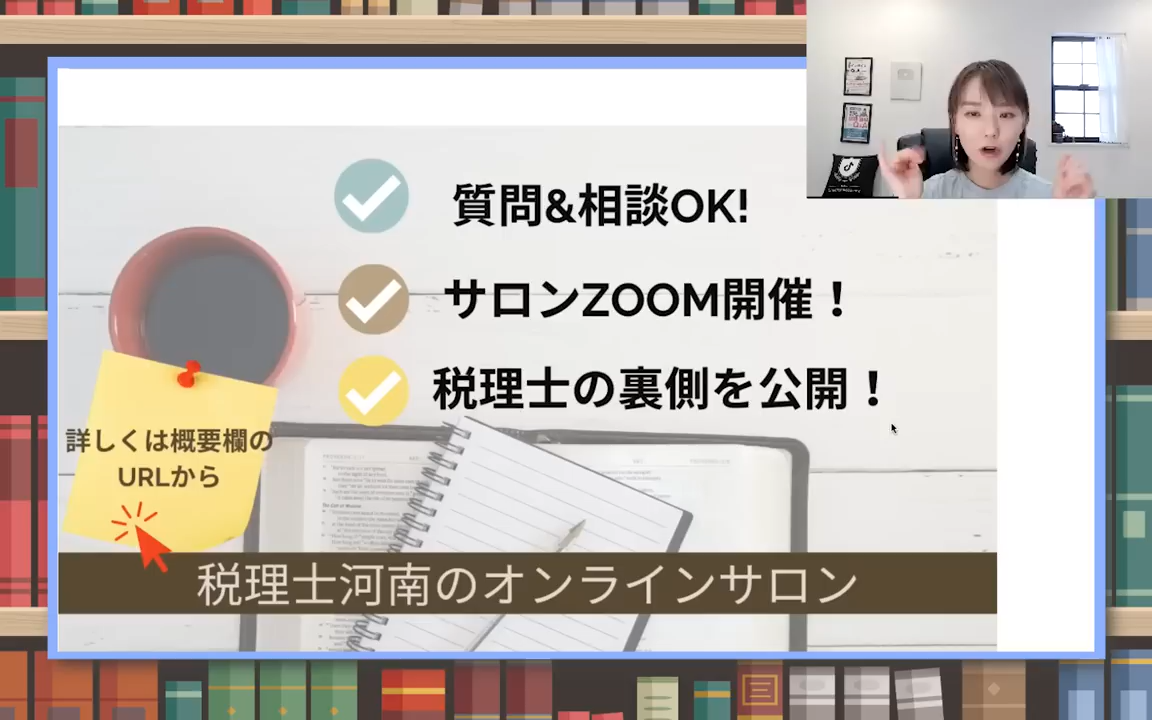 質問&相談OK!
サロンZOOM開催！
税理士の裏側を公開！
詳しくは概要欄の
URLから
税理士河南のオンラインサロン